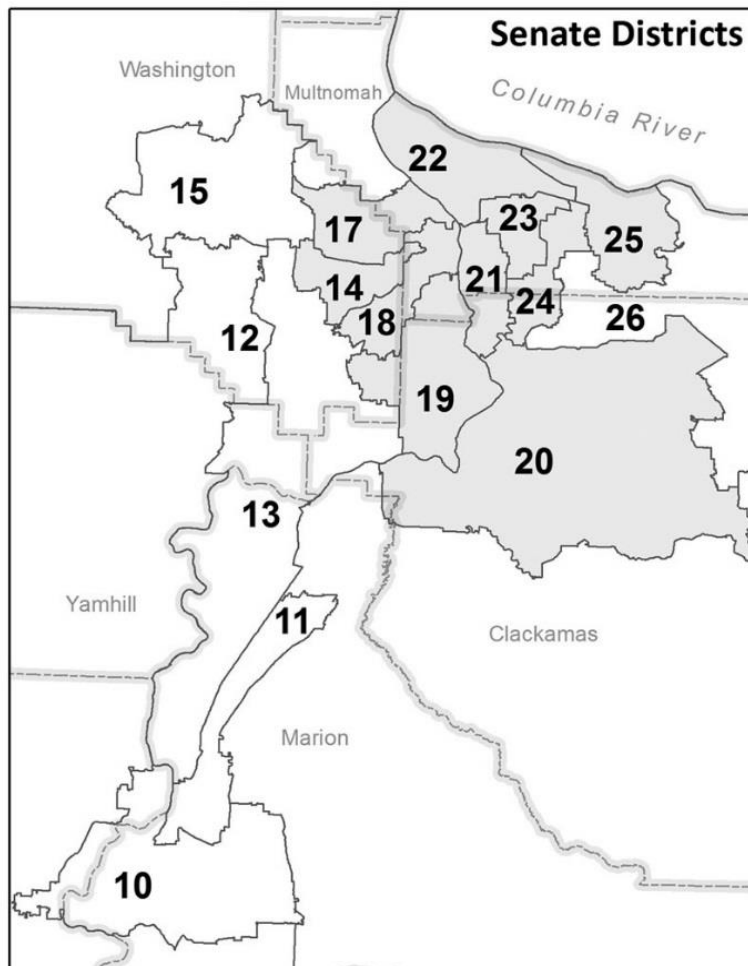 Senate Districts
Washington
Multnomah
Columbia River
22
15
23
17
25
21
14
24
18
26
12
19
20
13
Yamhill
11
Clackamas
Marion
10